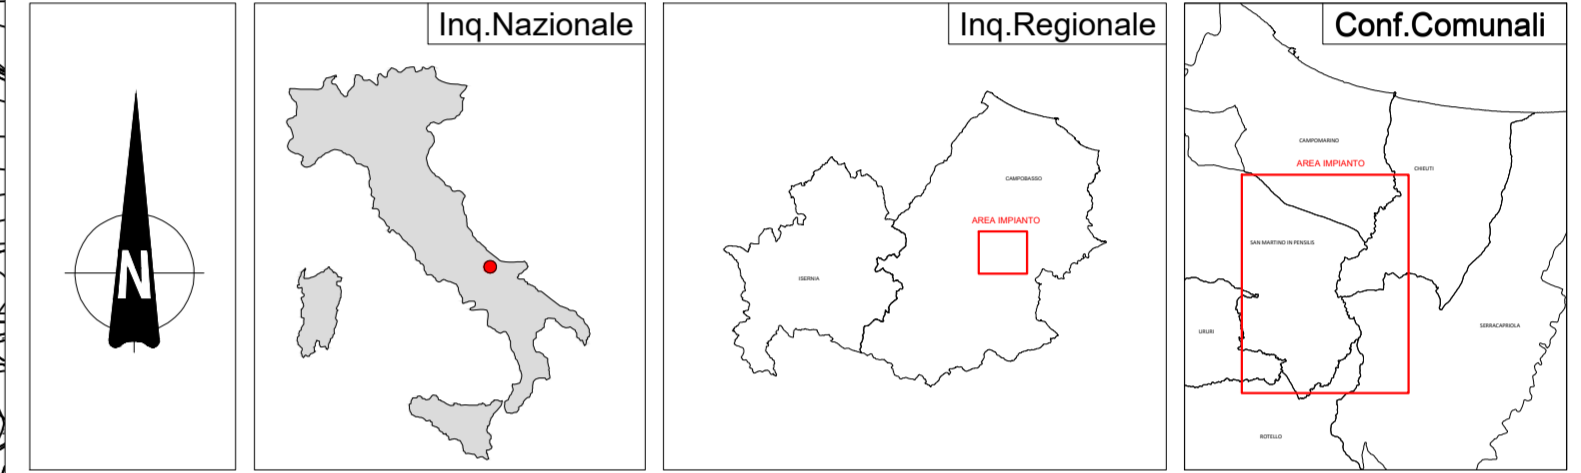 N
Inq.Nazionale
Inq.Regionale
CAMPOBASSO
AREA IMPIANTO
ISERNIA
Conf.Comunali
CAMPOMARINO
AREA IMPIANTO
CHIEUTI
SAN MARTINO IN PENSILIS
URURI
SERRACAPRIOLA
ROTELLO